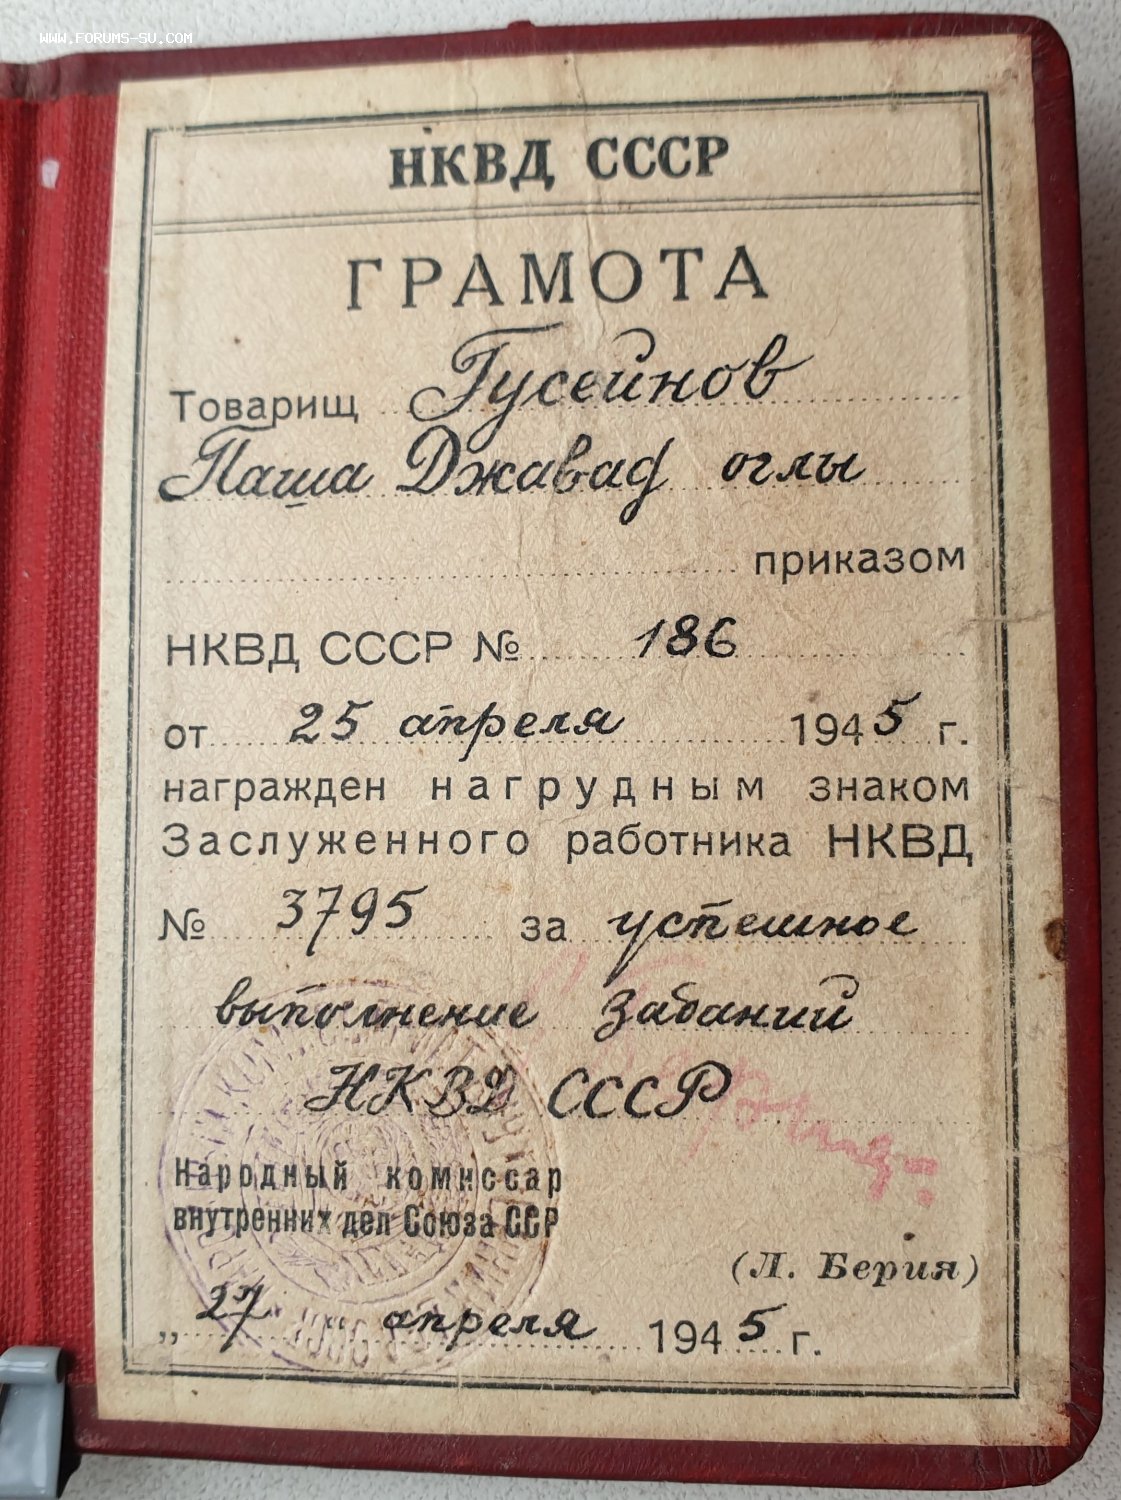 WWW.FORUMS-SU.COM
НКВД СССР
ГРАМОТА
Товарищ Гусейнов
Паша Джавад оглы
приказом
НКВД СССР № 186
от 25 апреля 1945 г.
награжден нагрудным знаком
Заслуженного работника НКВД
№ 3795 за успешное
выполнение заданий
НКВД СССР
Народный комиссар
внутренних дел Союза ССР
(Л. Берия)
„ 27 “ апреля 1945 г.